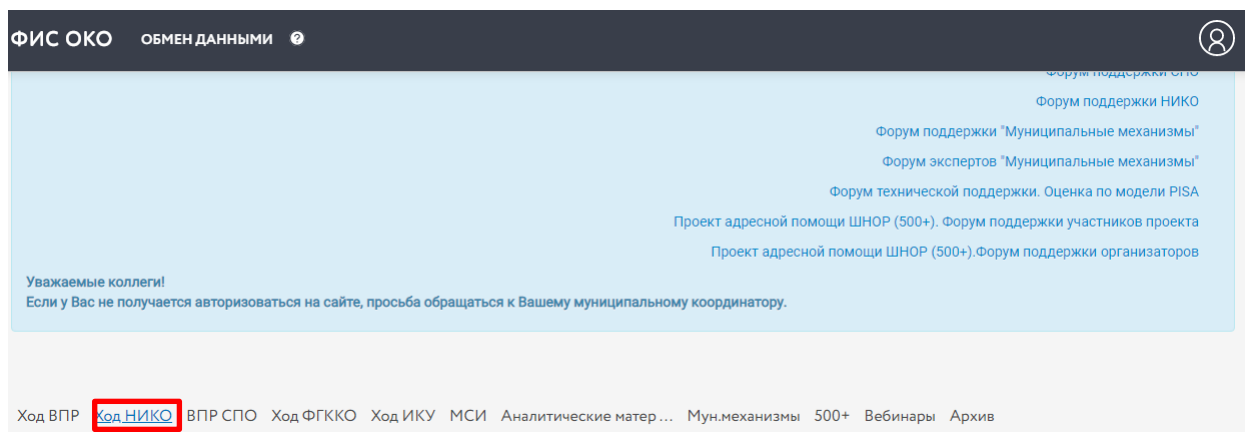 ФИС ОКО ОБМЕН ДАННЫМИ ?
Форум поддержки СПО
Форум поддержки НИКО
Форум поддержки "Муниципальные механизмы"
Форум экспертов "Муниципальные механизмы"
Форум технической поддержки. Оценка по модели PISA
Проект адресной помощи ШНОР (500+). Форум поддержки участников проекта
Проект адресной помощи ШНОР (500+).Форум поддержки организаторов
Уважаемые коллеги!
Если у Вас не получается авторизоваться на сайте, просьба обращаться к Вашему муниципальному координатору.
Ход ВПР Ход НИКО ВПР СПО Ход ФГККО Ход ИКУ МСИ Аналитические матер ... Мун.механизмы 500+ Вебинары Архив